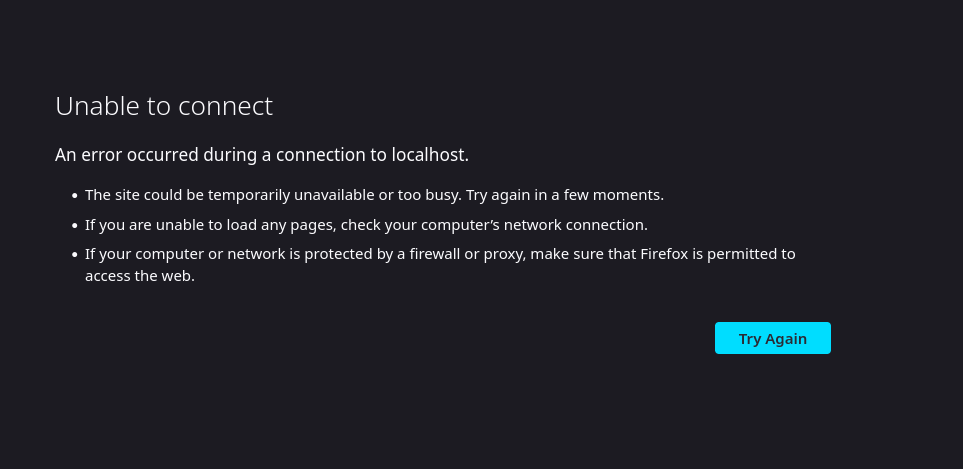 Unable to connect
An error occurred during a connection to localhost.
• The site could be temporarily unavailable or too busy. Try again in a few moments.
• If you are unable to load any pages, check your computer’s network connection.
• If your computer or network is protected by a firewall or proxy, make sure that Firefox is permitted to
access the web.
Try Again